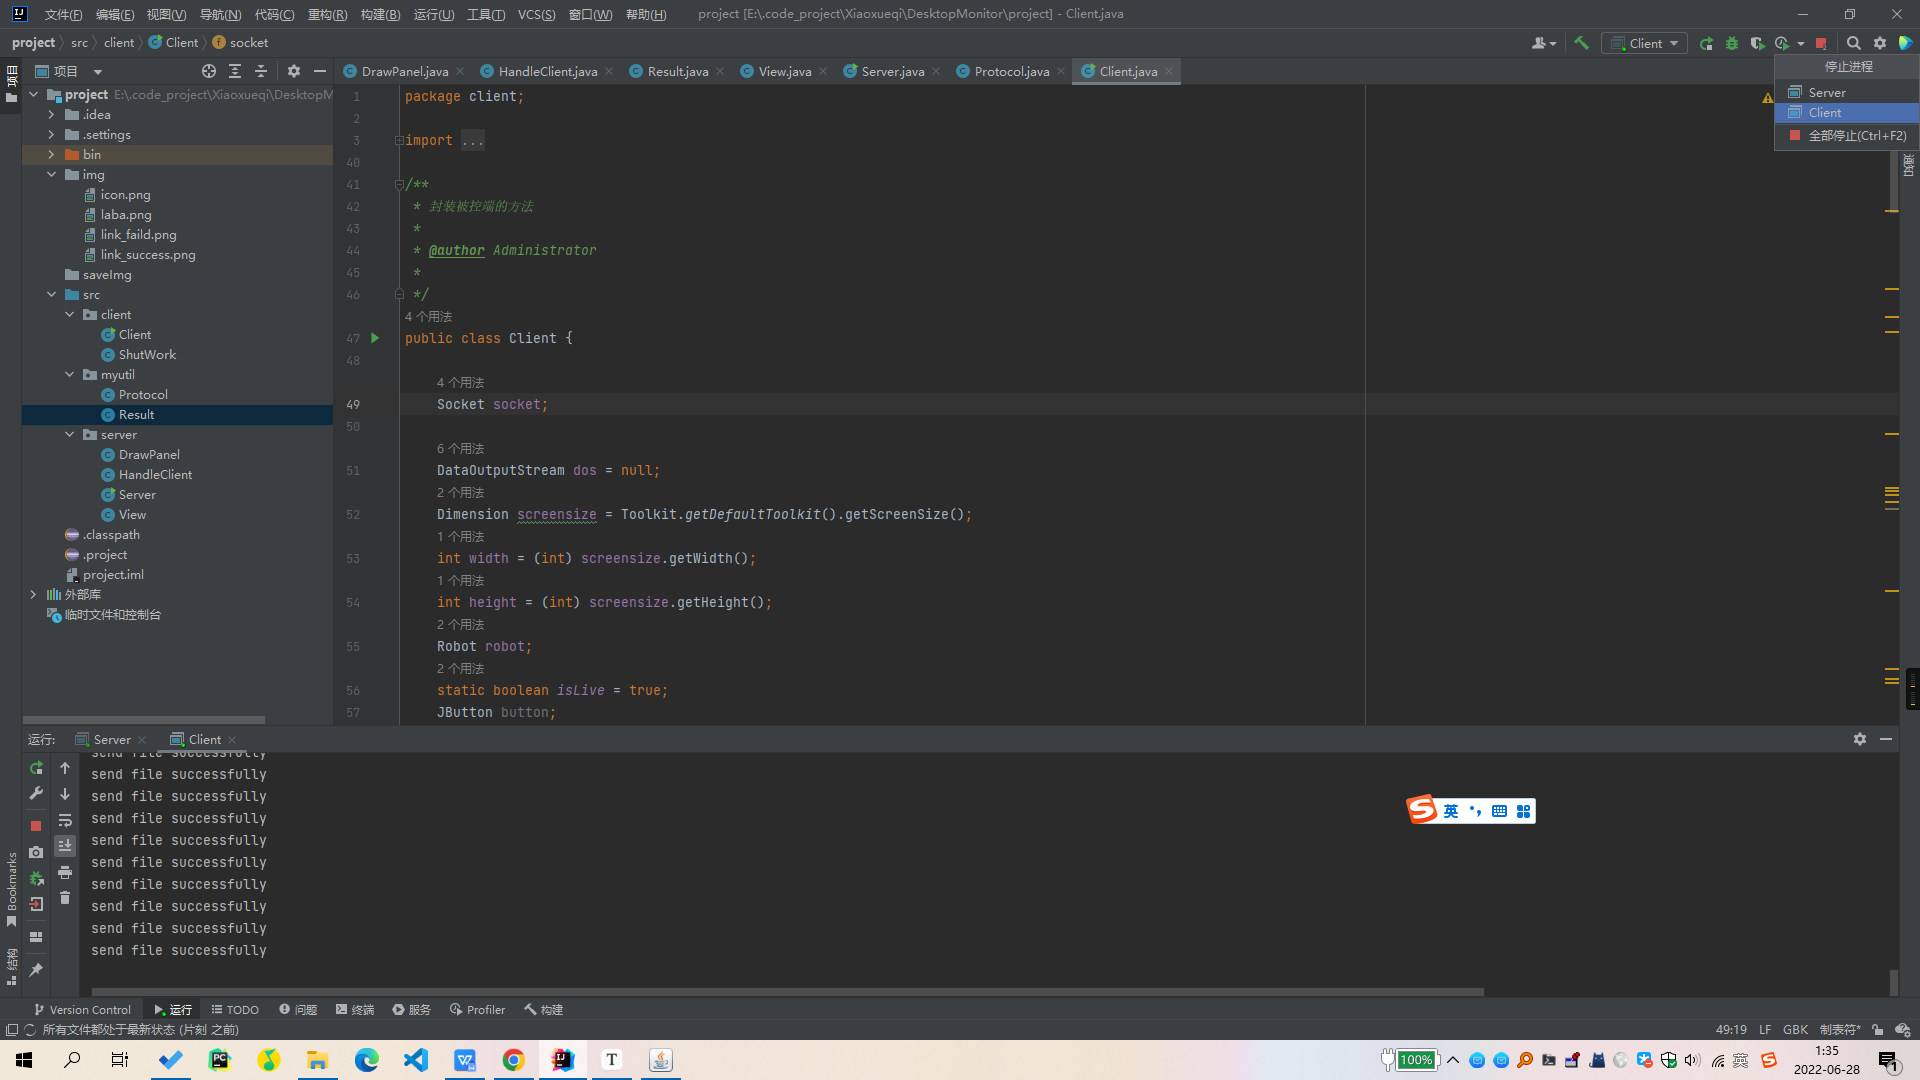 文件(F) 编辑(E) 视图(V) 导航(N) 代码(C) 重构(R) 构建(B) 运行(U) 工具(T) VCS(S) 窗口(W) 帮助(H) project [E:\.code_project\Xiaoxueqi\DesktopMonitor\project] - Client.java
project src client Client socket
Client
停止进程
Server
Client
全部停止(Ctrl+F2)
项目
项目
DrawPanel.java HandleClient.java Result.java View.java Server.java Protocol.java Client.java
project E:\.code_project\Xiaoxueqi\DesktopM
.idea
.settings
bin
img
icon.png
laba.png
link_faild.png
link_success.png
saveImg
src
client
Client
ShutWork
myutil
Protocol
Result
server
DrawPanel
HandleClient
Server
View
.classpath
.project
project.iml
外部库
临时文件和控制台
1 package client;
2
3 import ...
40
41 /**
42 * 封装被控端的方法
43 *
44 * @author Administrator
45 *
46 */
4 个用法
47 public class Client {
48
4 个用法
49 Socket socket;
50
6 个用法
51 DataOutputStream dos = null;
2 个用法
52 Dimension screensize = Toolkit.getDefaultToolkit().getScreenSize();
1 个用法
53 int width = (int) screensize.getWidth();
1 个用法
54 int height = (int) screensize.getHeight();
2 个用法
55 Robot robot;
2 个用法
56 static boolean isLive = true;
57 JButton button;
通知
运行: Server Client
send file successfully
send file successfully
send file successfully
send file successfully
send file successfully
send file successfully
send file successfully
send file successfully
send file successfully
send file successfully
英
Bookmarks
结构
Version Control 运行 TODO 问题 终端 服务 Profiler 构建
所有文件都处于最新状态 (片刻 之前)
49:19 LF GBK 制表符*
100%
英
1:35
2022-06-28
1